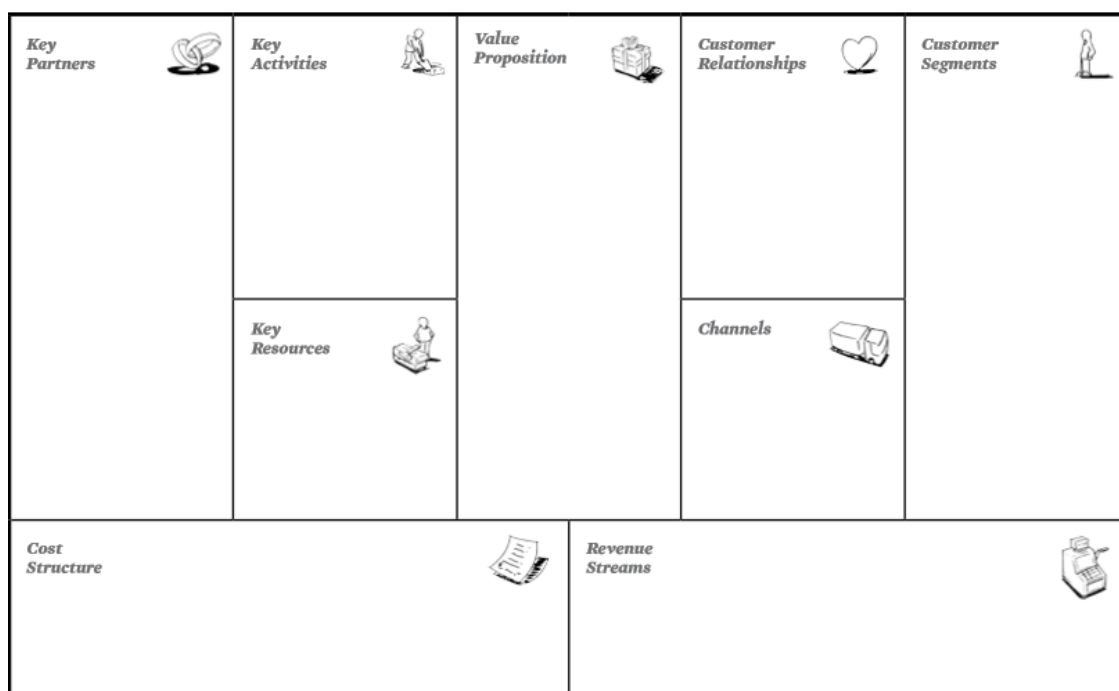 Key
Partners
Key
Activities
Value
Proposition
Customer
Relationships
Customer
Segments
Key
Resources
Channels
Cost
Structure
Revenue
Streams